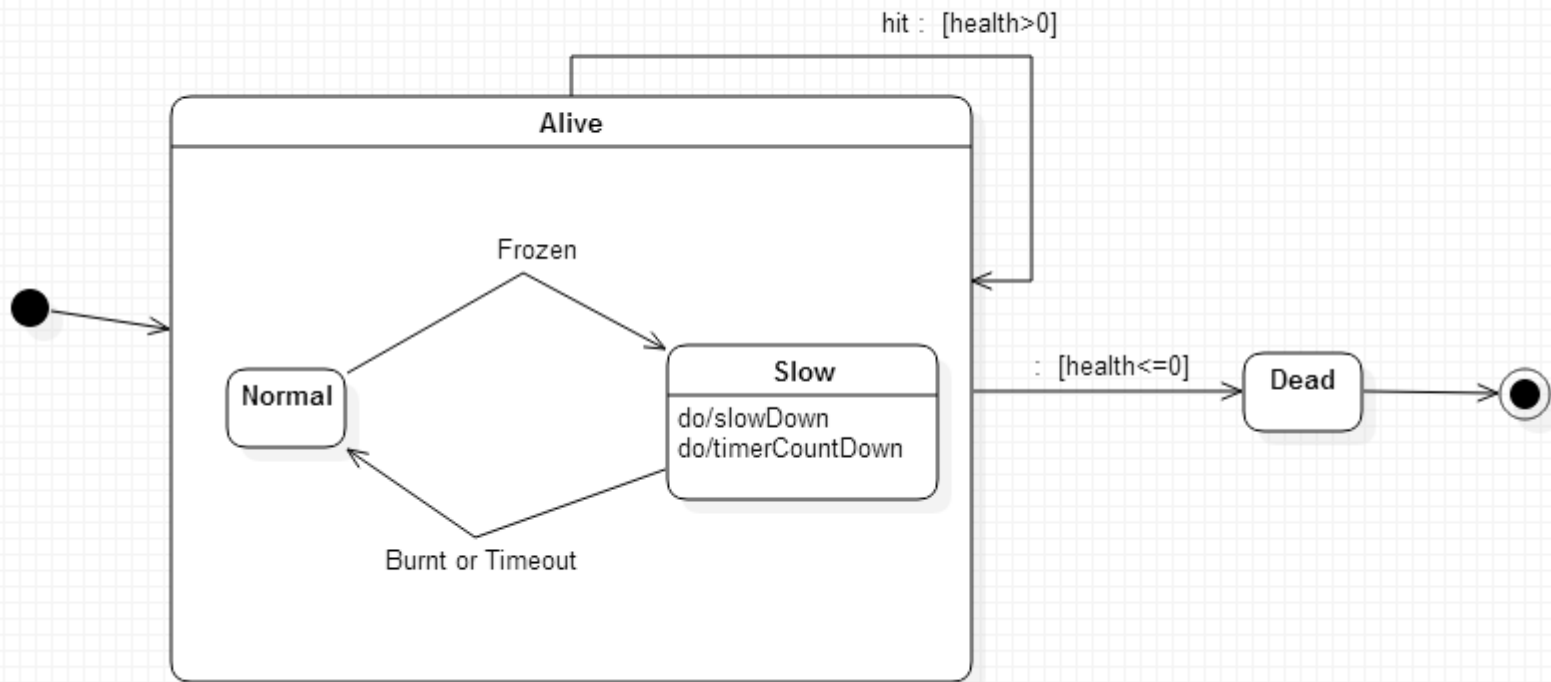 hit : [health>0]
Alive
Frozen
Normal
Slow
do/slowDown
do/timerCountDown
Burnt or Timeout
: [health<=0]
Dead